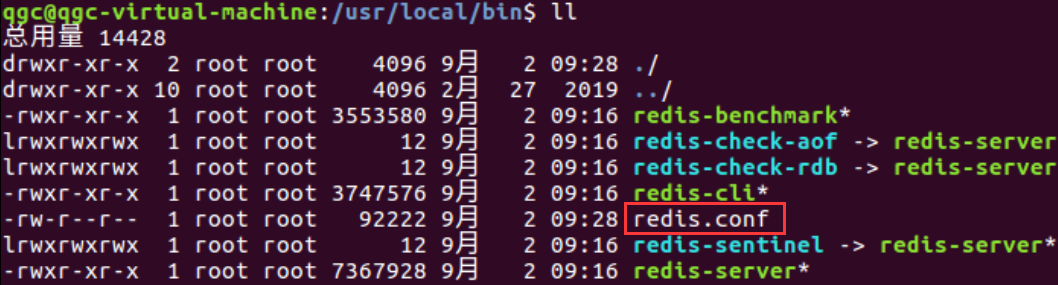 qgc@qgc-virtual-machine:/usr/local/bin$ ll
总用量 14428
drwxr-xr-x  2 root root    4096 9月   2 09:28 ./
drwxr-xr-x 10 root root    4096 2月  27  2019 ../
-rwxr-xr-x  1 root root 3553580 9月   2 09:16 redis-benchmark*
lrwxrwxrwx  1 root root      12 9月   2 09:16 redis-check-aof -> redis-server
lrwxrwxrwx  1 root root      12 9月   2 09:16 redis-check-rdb -> redis-server
-rwxr-xr-x  1 root root 3747576 9月   2 09:16 redis-cli*
-rw-r--r--  1 root root   92222 9月   2 09:28 redis.conf
lrwxrwxrwx  1 root root      12 9月   2 09:16 redis-sentinel -> redis-server*
-rwxr-xr-x  1 root root 7367928 9月   2 09:16 redis-server*